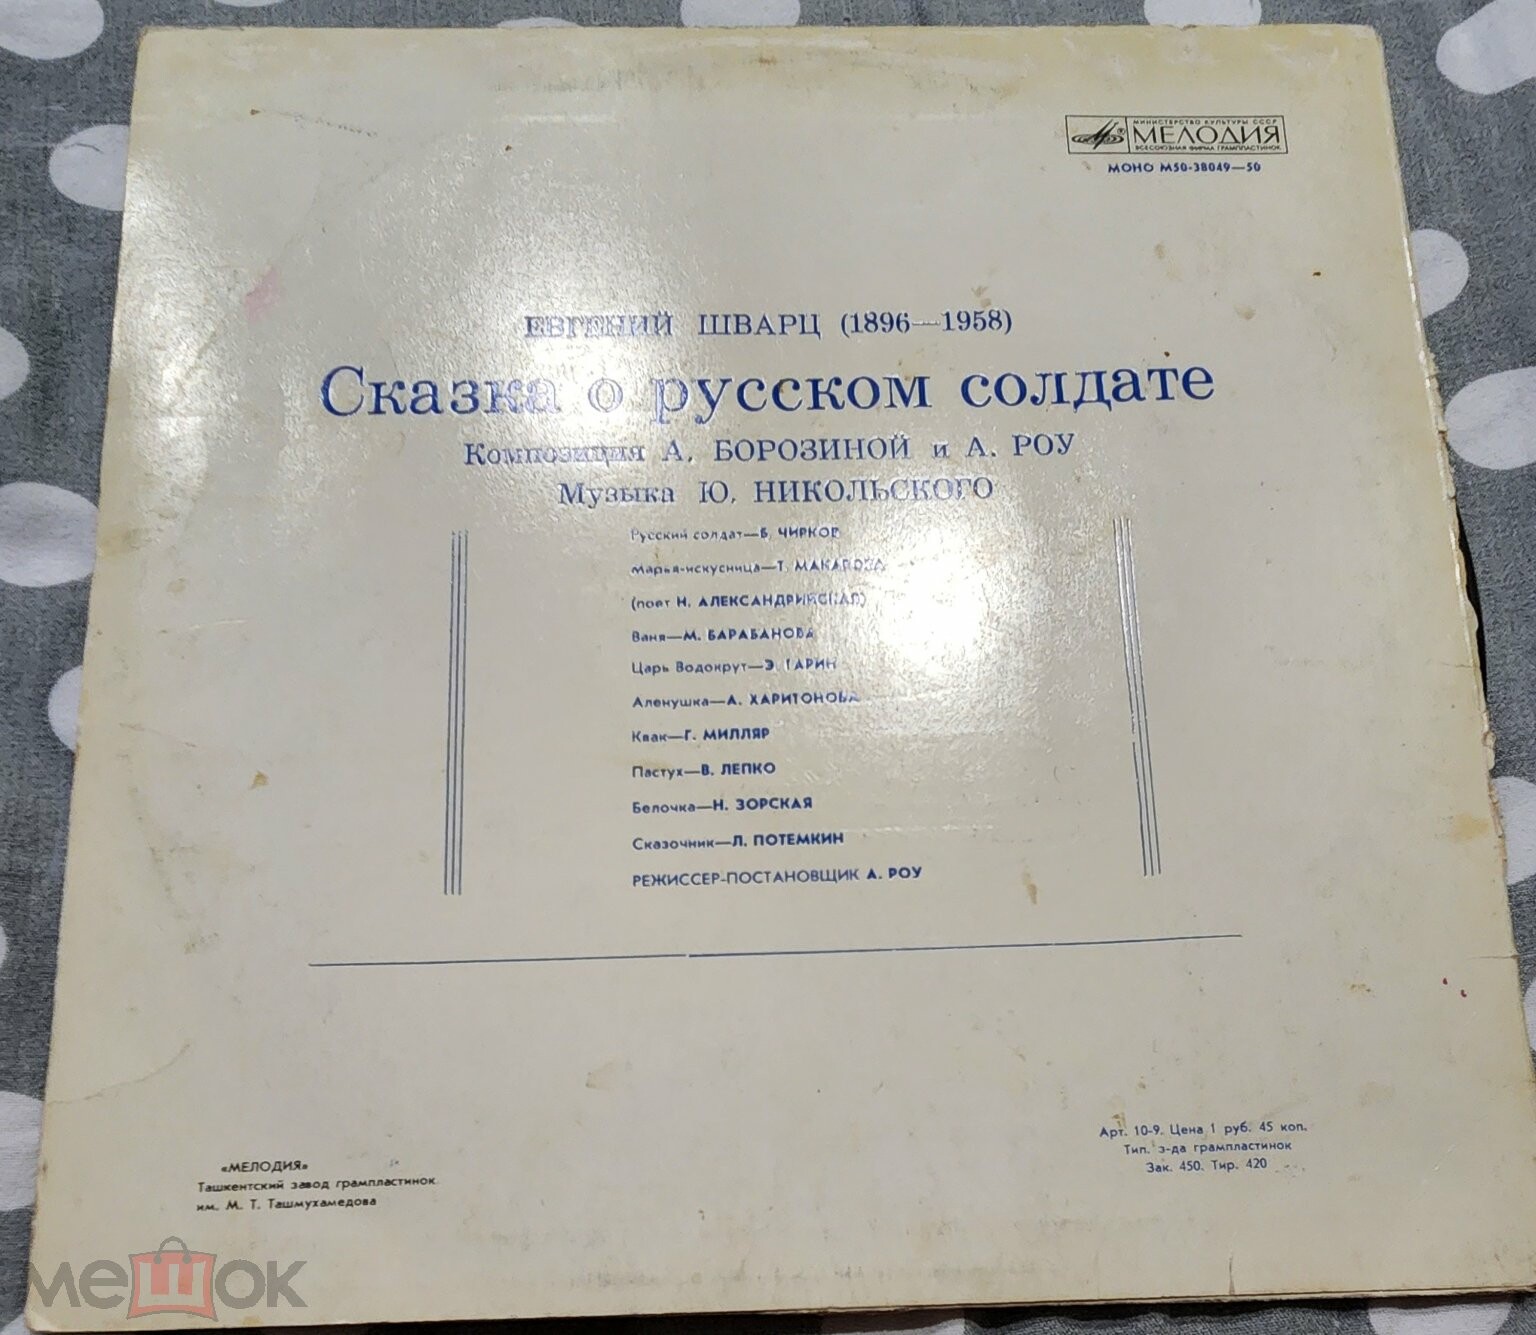 МИНИСТЕРСТВО КУЛЬТУРЫ СССР
МЕЛОДИЯ
ВСЕСОЮЗНАЯ ФИРМА ГРАМПЛАСТИНОК
МОНО М50-38049—50
ЕВГЕНИЙ ШВАРЦ (1896—1958)
Сказка о русском солдате
Композиция А. БОРОЗИНОЙ и А. РОУ
Музыка Ю. НИКОЛЬСКОГО
Русский солдат—Б. ЧИРКОВ
Марья-искусница—Т. МАКАРОВА
(поет Н. АЛЕКСАНДРИЙСКАЯ)
Ваня—М. БАРАБАНОВА
Царь Водокрут—Э. ГАРИН
Аленушка—А. ХАРИТОНОВА
Квак—Г. МИЛЛЯР
Пастух—В. ЛЕПКО
Белочка—Н. ЗОРСКАЯ
Сказочник—Л. ПОТЕМКИН
РЕЖИССЕР-ПОСТАНОВЩИК А. РОУ
Арт. 10-9. Цена 1 руб. 45 коп.
Тип. з-да грампластинок
Зак. 450. Тир. 420
«МЕЛОДИЯ»
Ташкентский завод грампластинок
им. М. Т. Ташмухамедова
мешок